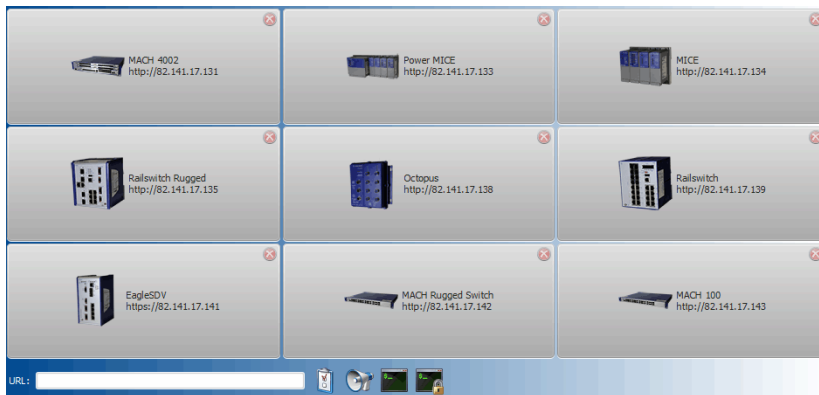 MACH 4002
http://82.141.17.131
Power MICE
http://82.141.17.133
MICE
http://82.141.17.134
Railswitch Rugged
http://82.141.17.135
Octopus
http://82.141.17.138
Railswitch
http://82.141.17.139
EagleSDV
https://82.141.17.141
MACH Rugged Switch
http://82.141.17.142
MACH 100
http://82.141.17.143
URL: